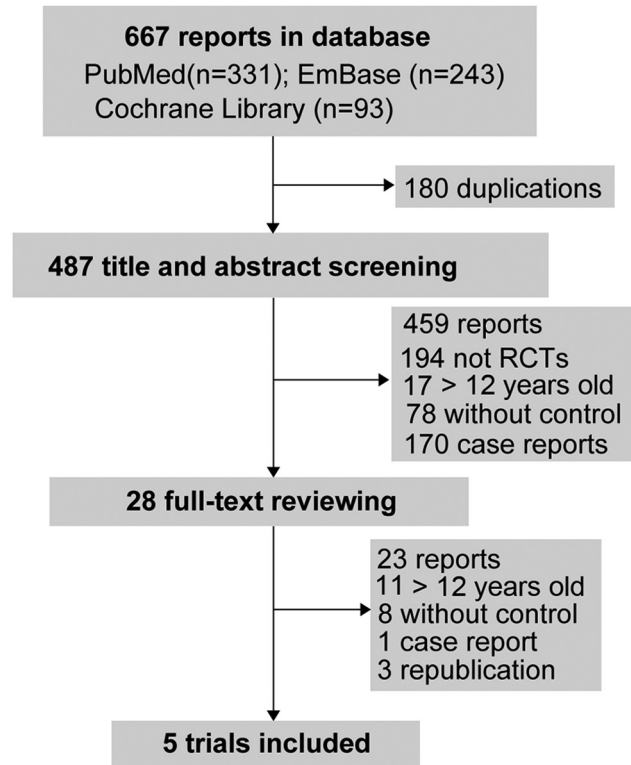 667 reports in database
PubMed(n=331); EmBase (n=243)
Cochrane Library (n=93)
180 duplications
487 title and abstract screening
459 reports
194 not RCTs
17 > 12 years old
78 without control
170 case reports
28 full-text reviewing
23 reports
11 > 12 years old
8 without control
1 case report
3 republication
5 trials included